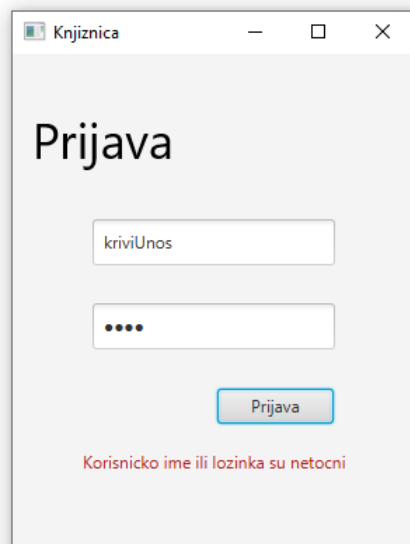 Knjiznica
Prijava
kriviUnos
••••
Prijava
Korisnicko ime ili lozinka su netocni